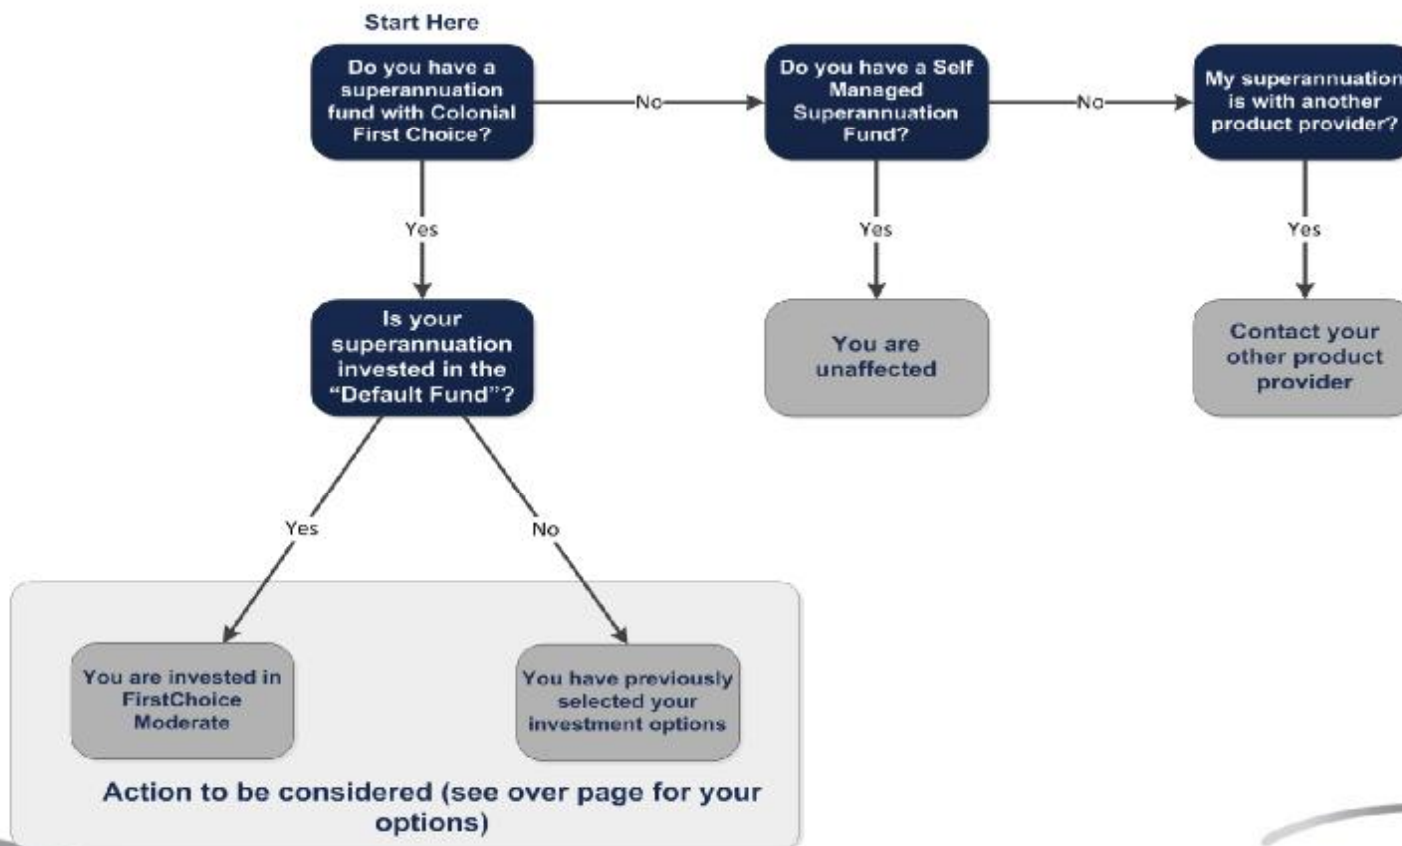 Start Here
Do you have a
superannuation
fund with Colonial
First Choice?
No
Do you have a Self
Managed
Superannuation
Fund?
No
My superannuation
is with another
product provider?
Yes
Yes
Yes
Is your
superannuation
invested in the
“Default Fund”?
You are
unaffected
Contact your
other product
provider
Yes
No
You are invested in
FirstChoice
Moderate
You have previously
selected your
investment options
Action to be considered (see over page for your
options)